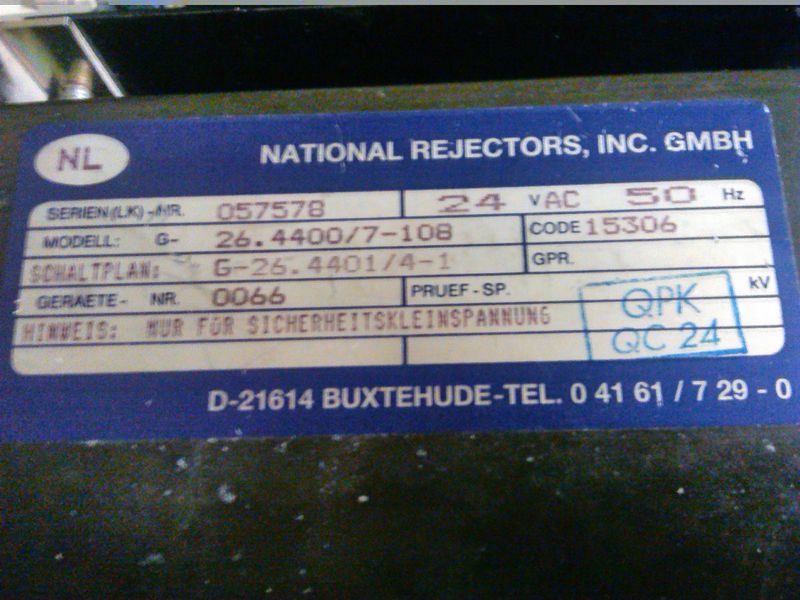 NL
NATIONAL REJECTORS, INC. GMBH
SERIEN(LK)-NR. 057578 24 VAC 50 Hz
MODELL: G- 26.4400/7-108 CODE 15306
SCHALTPLAN: G-26.4401/4-1 GPR.
GERAETE- NR. 0066 PRUEF-SP. kV
HINWEIS: NUR FÜR SICHERHEITSKLEINSPANNUNG
QPK
QC 24
D-21614 BUXTEHUDE-TEL. 0 41 61 / 7 29 - 0